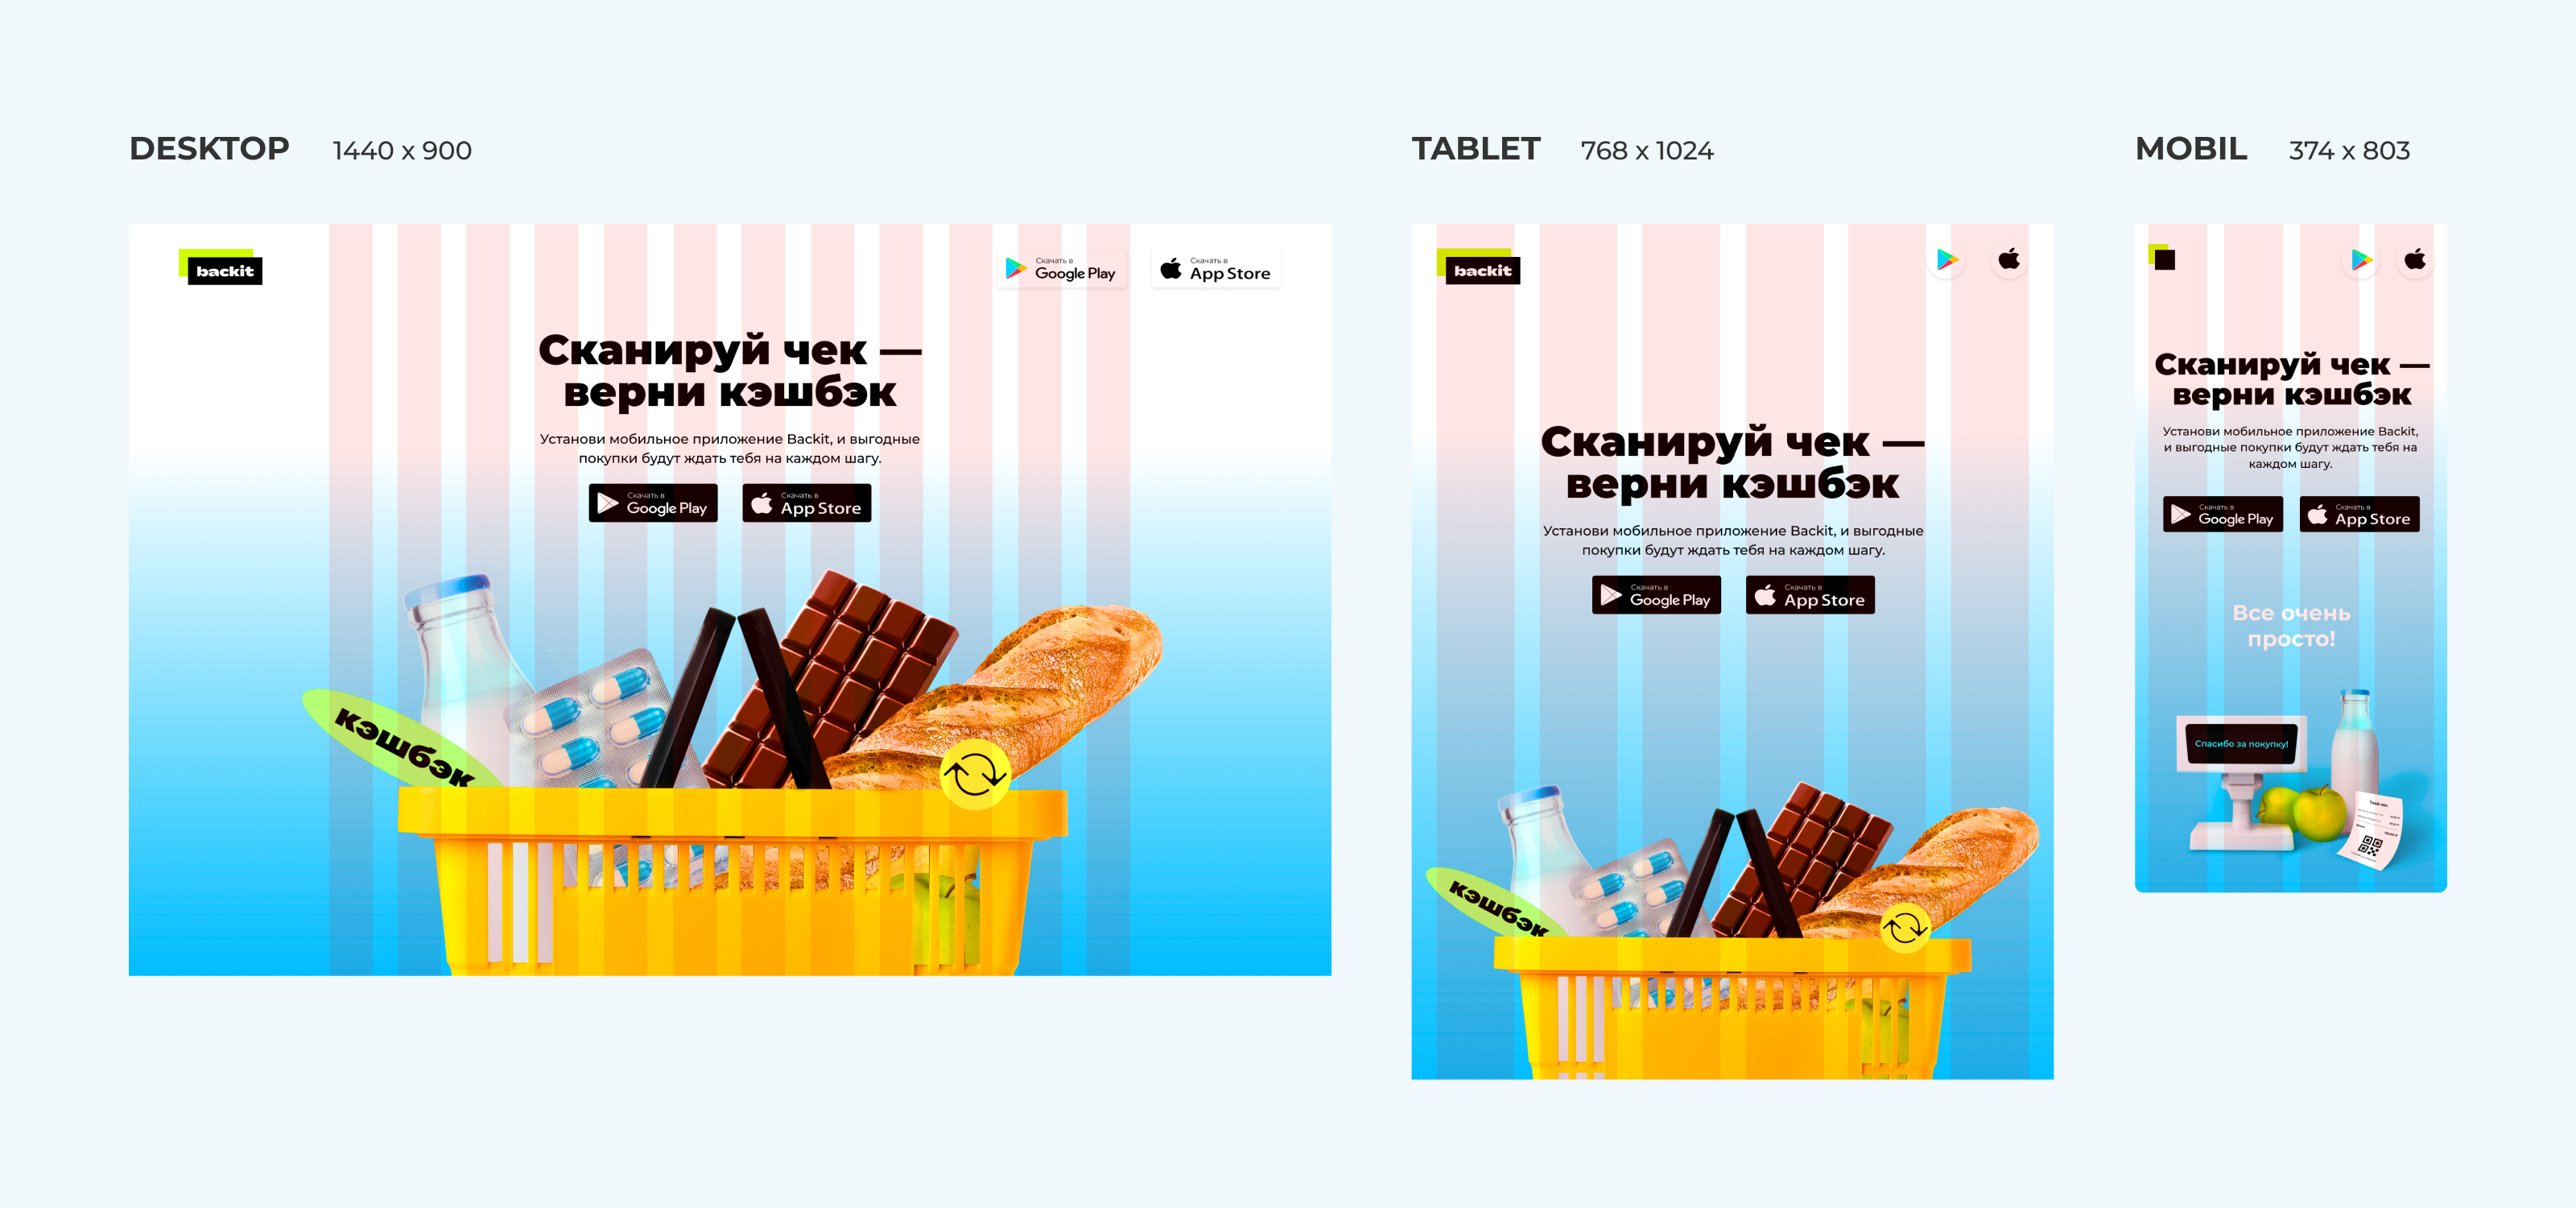 DESKTOP 1440 x 900
backit
Скачать в
Google Play
Скачать в
App Store
Сканируй чек —
верни кэшбэк
Установи мобильное приложение Backit, и выгодные
покупки будут ждать тебя на каждом шагу.
Скачать в
Google Play
Скачать в
App Store
кэшбэк
TABLET 768 x 1024
backit
Сканируй чек —
верни кэшбэк
Установи мобильное приложение Backit, и выгодные
покупки будут ждать тебя на каждом шагу.
Скачать в
Google Play
Скачать в
App Store
кэшбэк
MOBIL 374 x 803
Сканируй чек —
верни кэшбэк
Установи мобильное приложение Backit,
и выгодные покупки будут ждать тебя на
каждом шагу.
Скачать в
Google Play
Скачать в
App Store
Все очень
просто!
Спасибо за покупку!